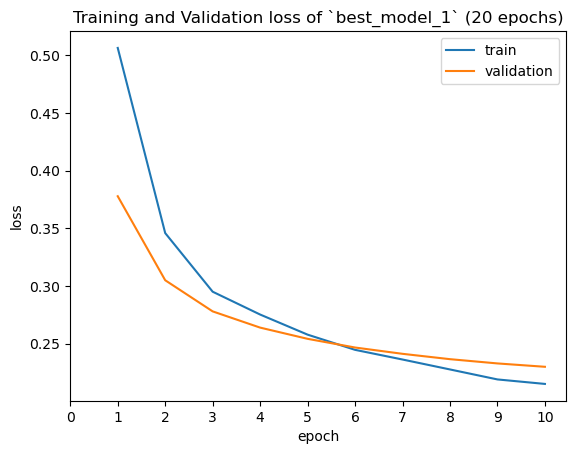 Training and Validation loss of `best_model_1` (20 epochs)
train
validation
loss
0.50
0.45
0.40
0.35
0.30
0.25
0 1 2 3 4 5 6 7 8 9 10
epoch